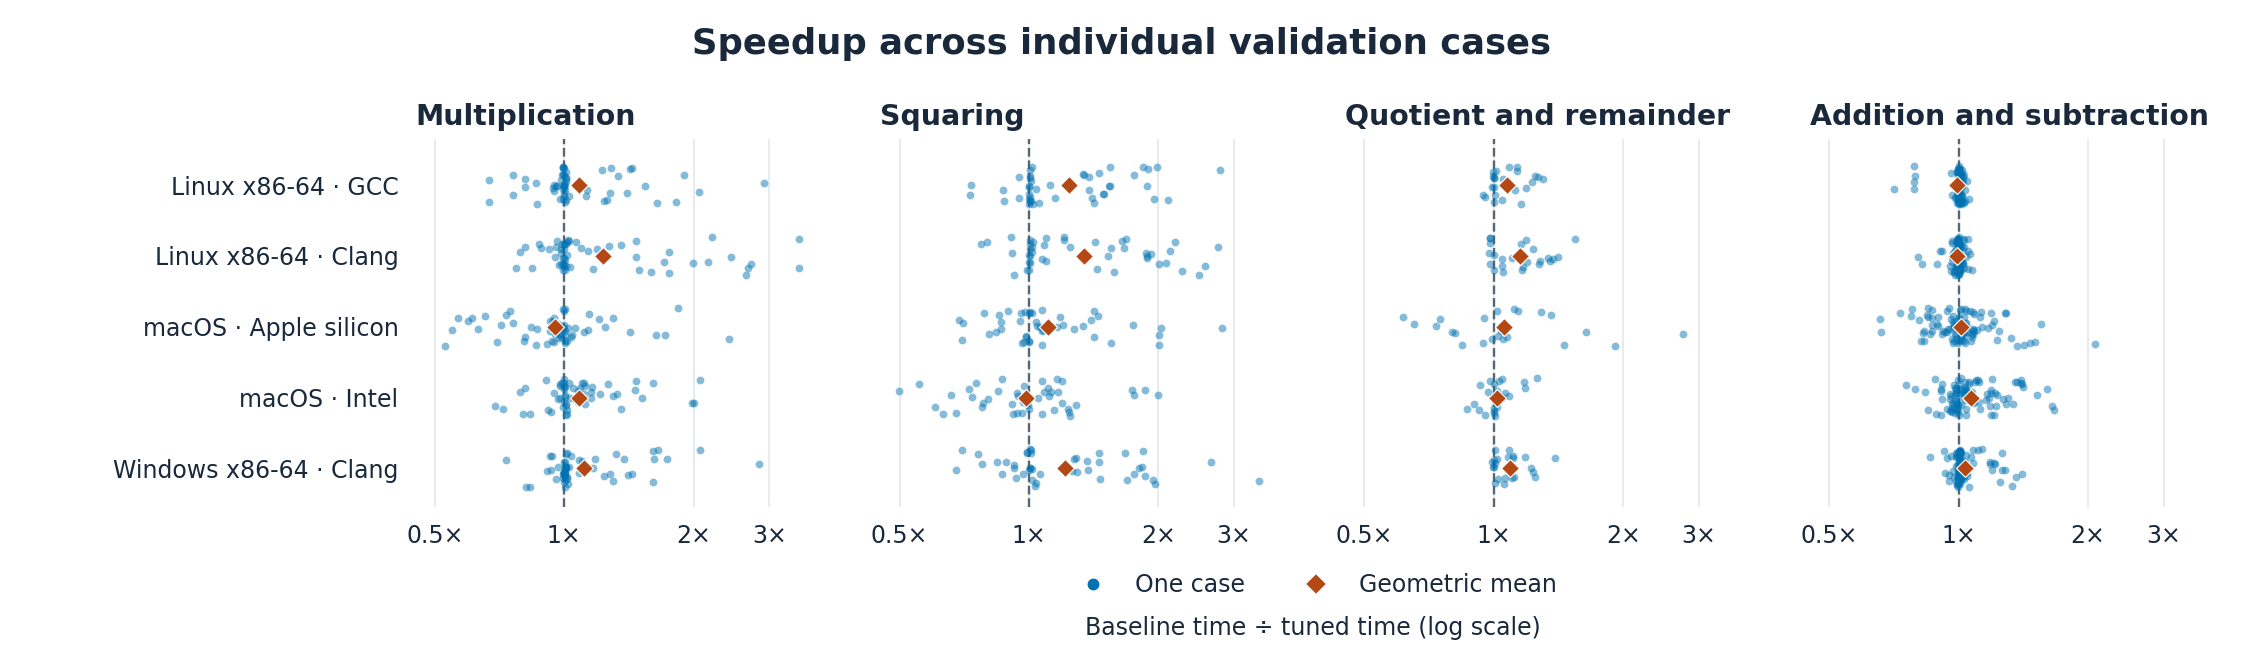 Speedup across individual validation cases
Multiplication
Squaring
Quotient and remainder
Addition and subtraction
Linux x86-64 · GCC
Linux x86-64 · Clang
macOS · Apple silicon
macOS · Intel
Windows x86-64 · Clang
0.5× 1× 2× 3×
0.5× 1× 2× 3×
0.5× 1× 2× 3×
0.5× 1× 2× 3×
One case
Geometric mean
Baseline time ÷ tuned time (log scale)